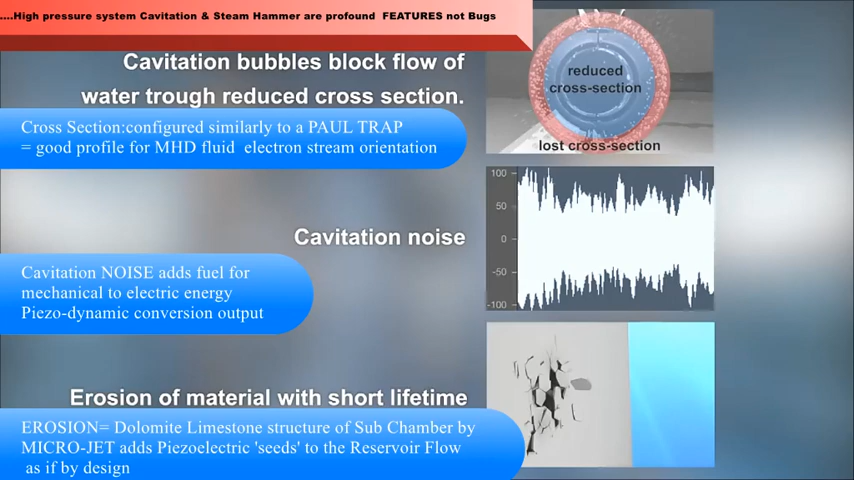 ....High pressure system Cavitation & Steam Hammer are profound FEATURES not Bugs
Cavitation bubbles block flow of
water trough reduced cross section.
Cross Section:configured similarly to a PAUL TRAP
= good profile for MHD fluid electron stream orientation
reduced
cross-section
lost cross-section
Cavitation noise
100
50
0
-50
-100
Cavitation NOISE adds fuel for
mechanical to electric energy
Piezo-dynamic conversion output
Erosion of material with short lifetime
EROSION= Dolomite Limestone structure of Sub Chamber by
MICRO-JET adds Piezoelectric 'seeds' to the Reservoir Flow
as if by design